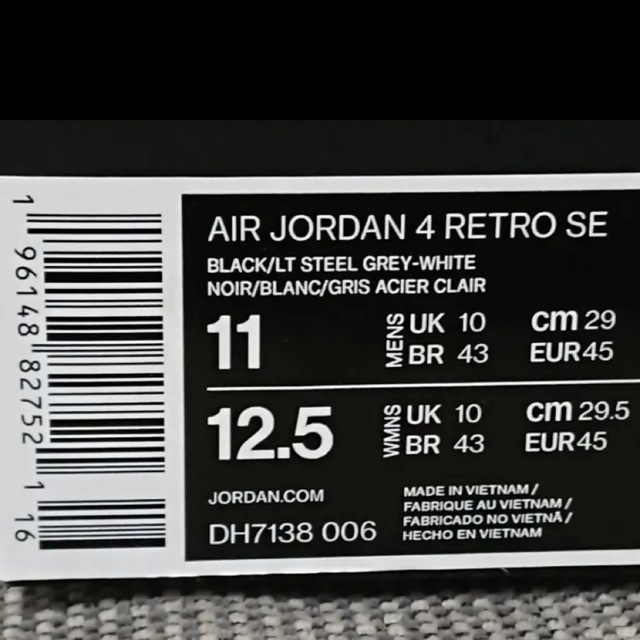 AIR JORDAN 4 RETRO SE
BLACK/LT STEEL GREY-WHITE
NOIR/BLANC/GRIS ACIER CLAIR
11 MENS UK 10 cm 29
BR 43 EUR 45
12.5 WMNS UK 10 cm 29.5
BR 43 EUR 45
JORDAN.COM
DH7138 006
MADE IN VIETNAM /
FABRIQUE AU VIETNAM /
FABRICADO NO VIETNÃ /
HECHO EN VIETNAM
1 96148 82752 1 16